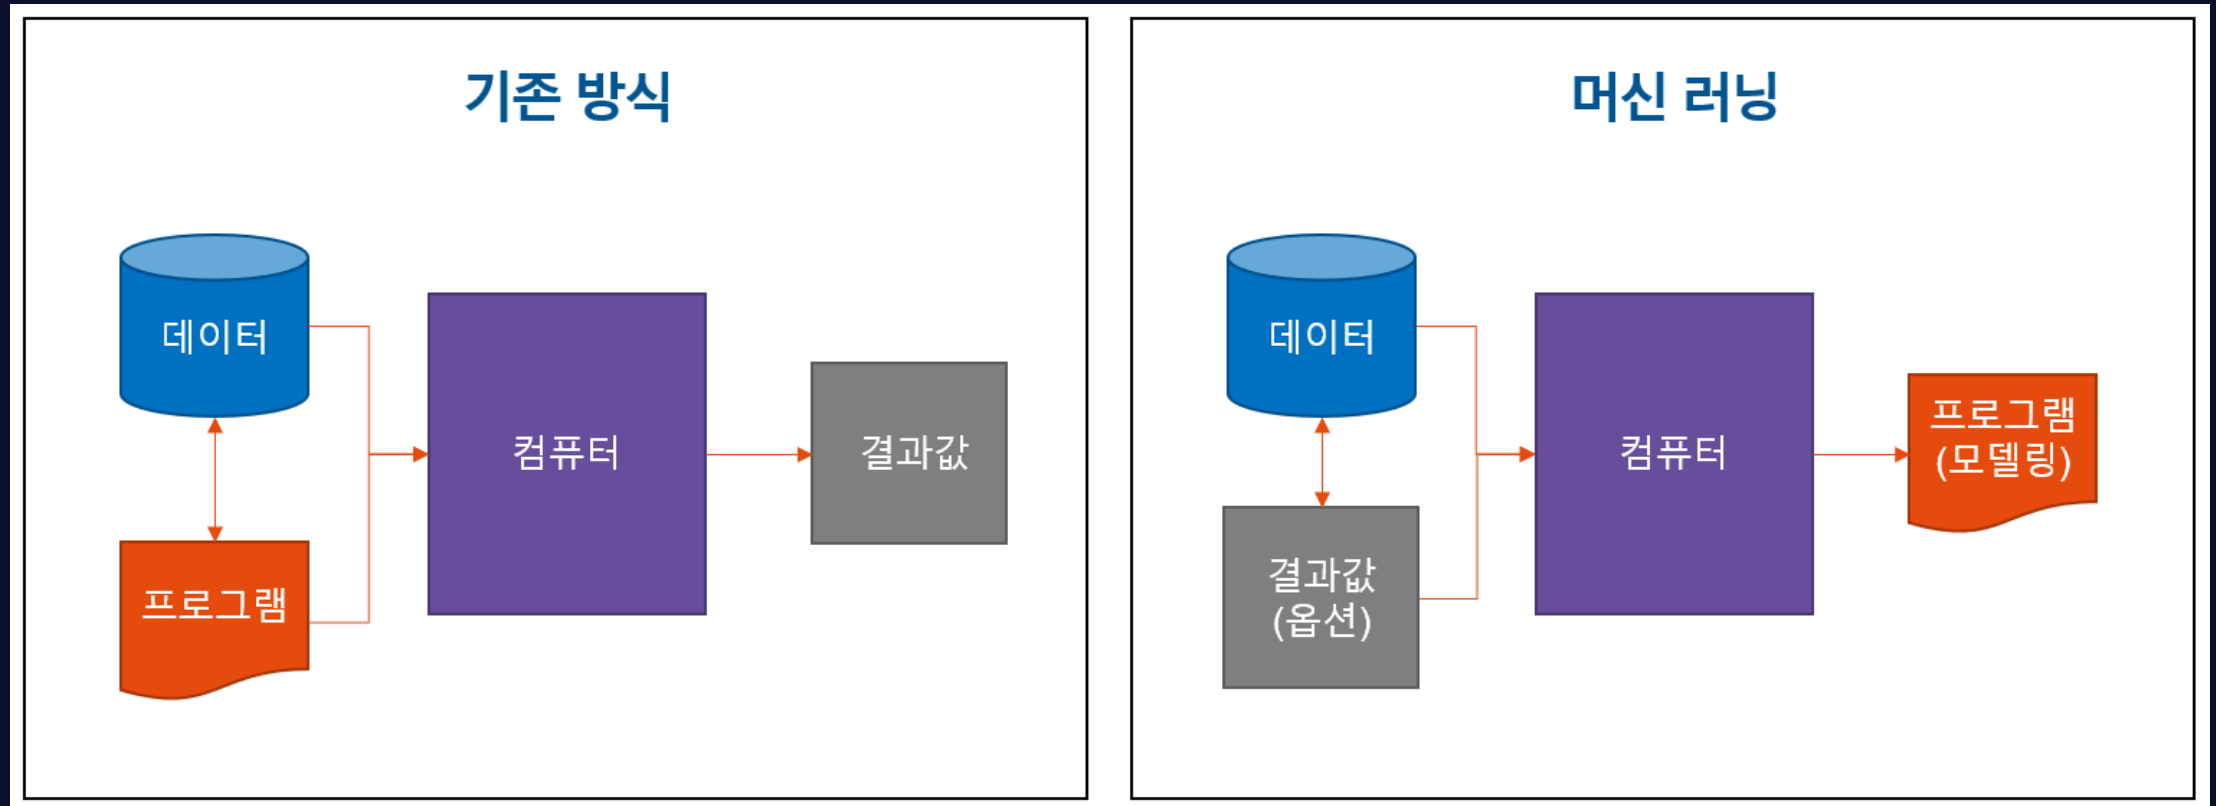 기존 방식
데이터
프로그램
컴퓨터
결과값
머신 러닝
데이터
결과값
(옵션)
컴퓨터
프로그램
(모델링)